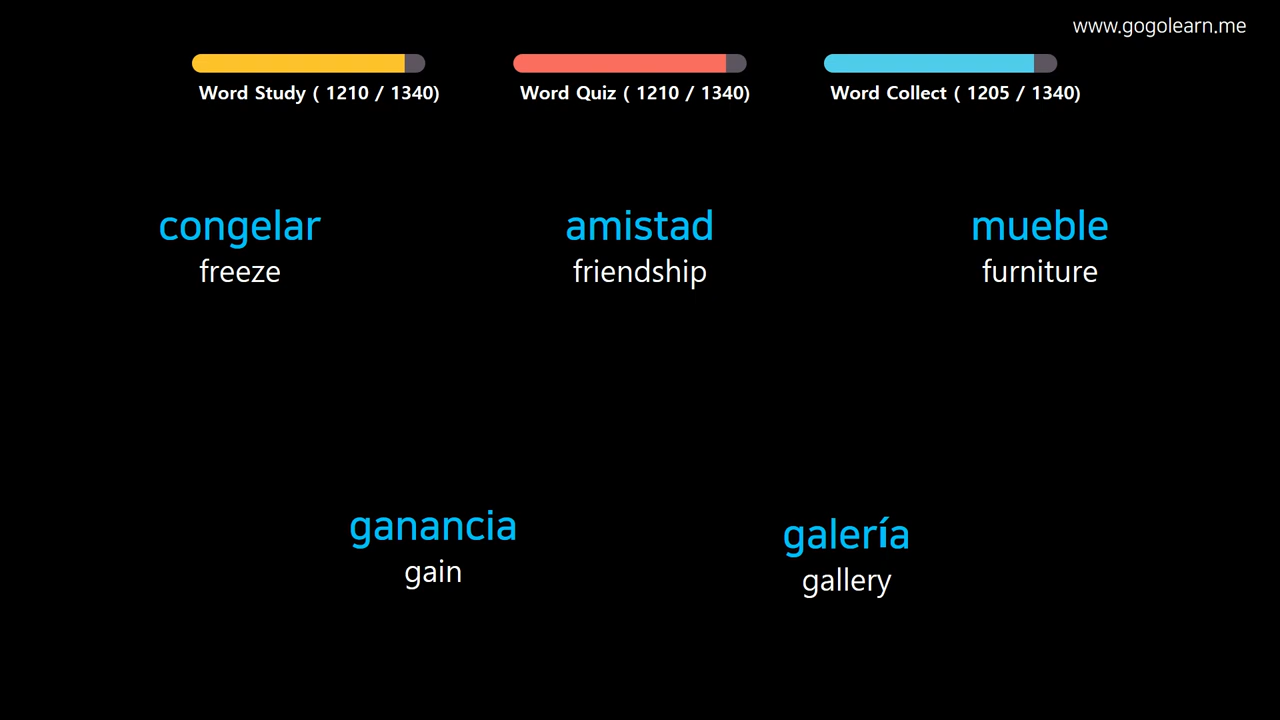 www.gogolearn.me
Word Study ( 1210 / 1340)
Word Quiz ( 1210 / 1340)
Word Collect ( 1205 / 1340)
congelar
freeze
amistad
friendship
mueble
furniture
ganancia
gain
galería
gallery